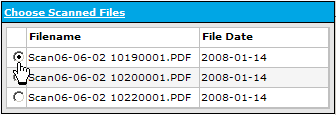 Choose Scanned Files
Filename File Date
Scan06-06-02 10190001.PDF 2008-01-14
Scan06-06-02 10200001.PDF 2008-01-14
Scan06-06-02 10220001.PDF 2008-01-14